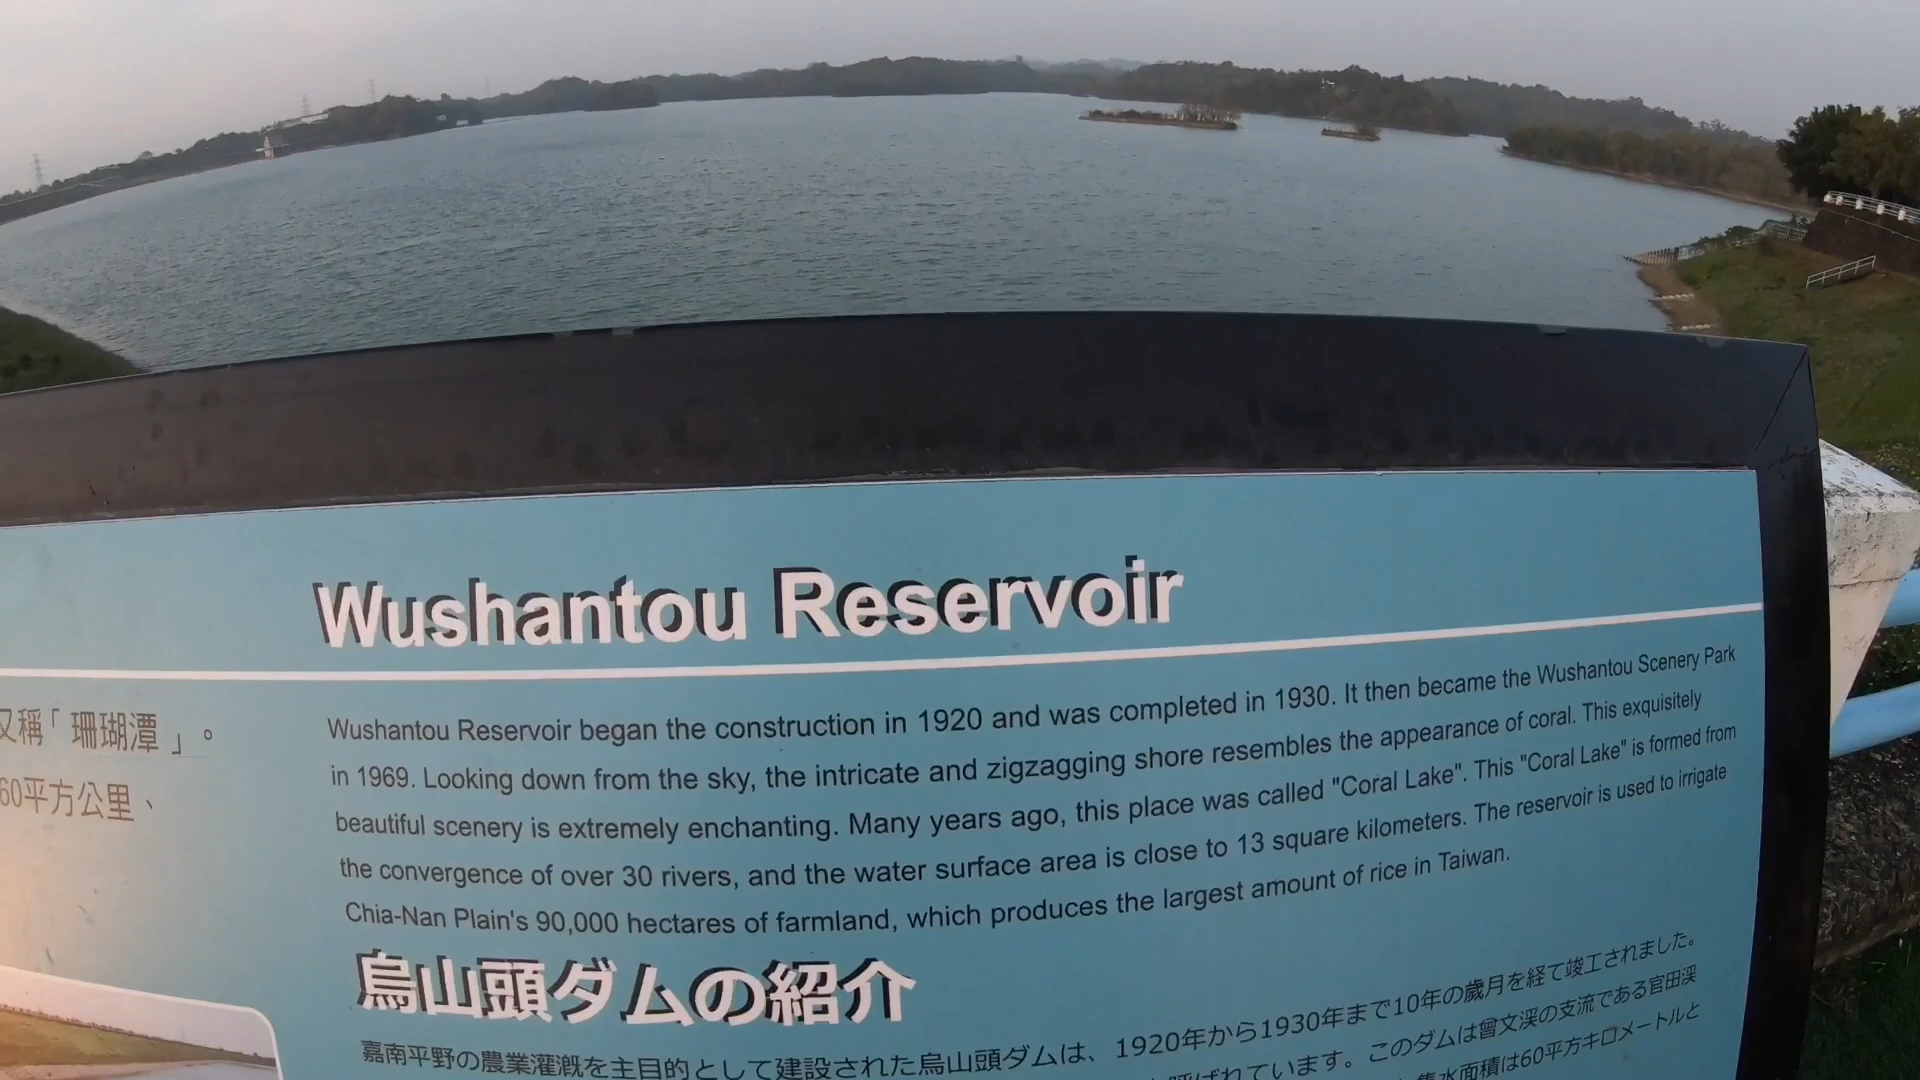 又稱「珊瑚潭」。
60平方公里、
Wushantou Reservoir
Wushantou Reservoir began the construction in 1920 and was completed in 1930. It then became the Wushantou Scenery Park
in 1969. Looking down from the sky, the intricate and zigzagging shore resembles the appearance of coral. This exquisitely
beautiful scenery is extremely enchanting. Many years ago, this place was called "Coral Lake". This "Coral Lake" is formed from
the convergence of over 30 rivers, and the water surface area is close to 13 square kilometers. The reservoir is used to irrigate
Chia-Nan Plain's 90,000 hectares of farmland, which produces the largest amount of rice in Taiwan.
烏山頭ダムの紹介
嘉南平野の農業灌漑を主目的として建設された烏山頭ダムは、1920年から1930年まで10年の歲月を経て竣工されました。
呼ばれています。このダムは曾文渓の支流である官田渓
集水面積は60平方キロメートルと